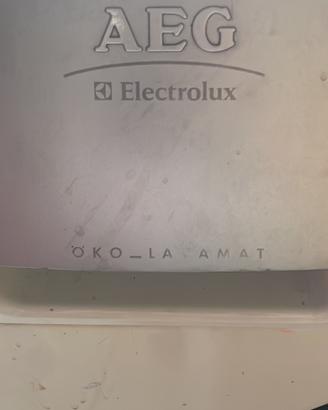 AEG
Electrolux
ÖKO_LA AMAT